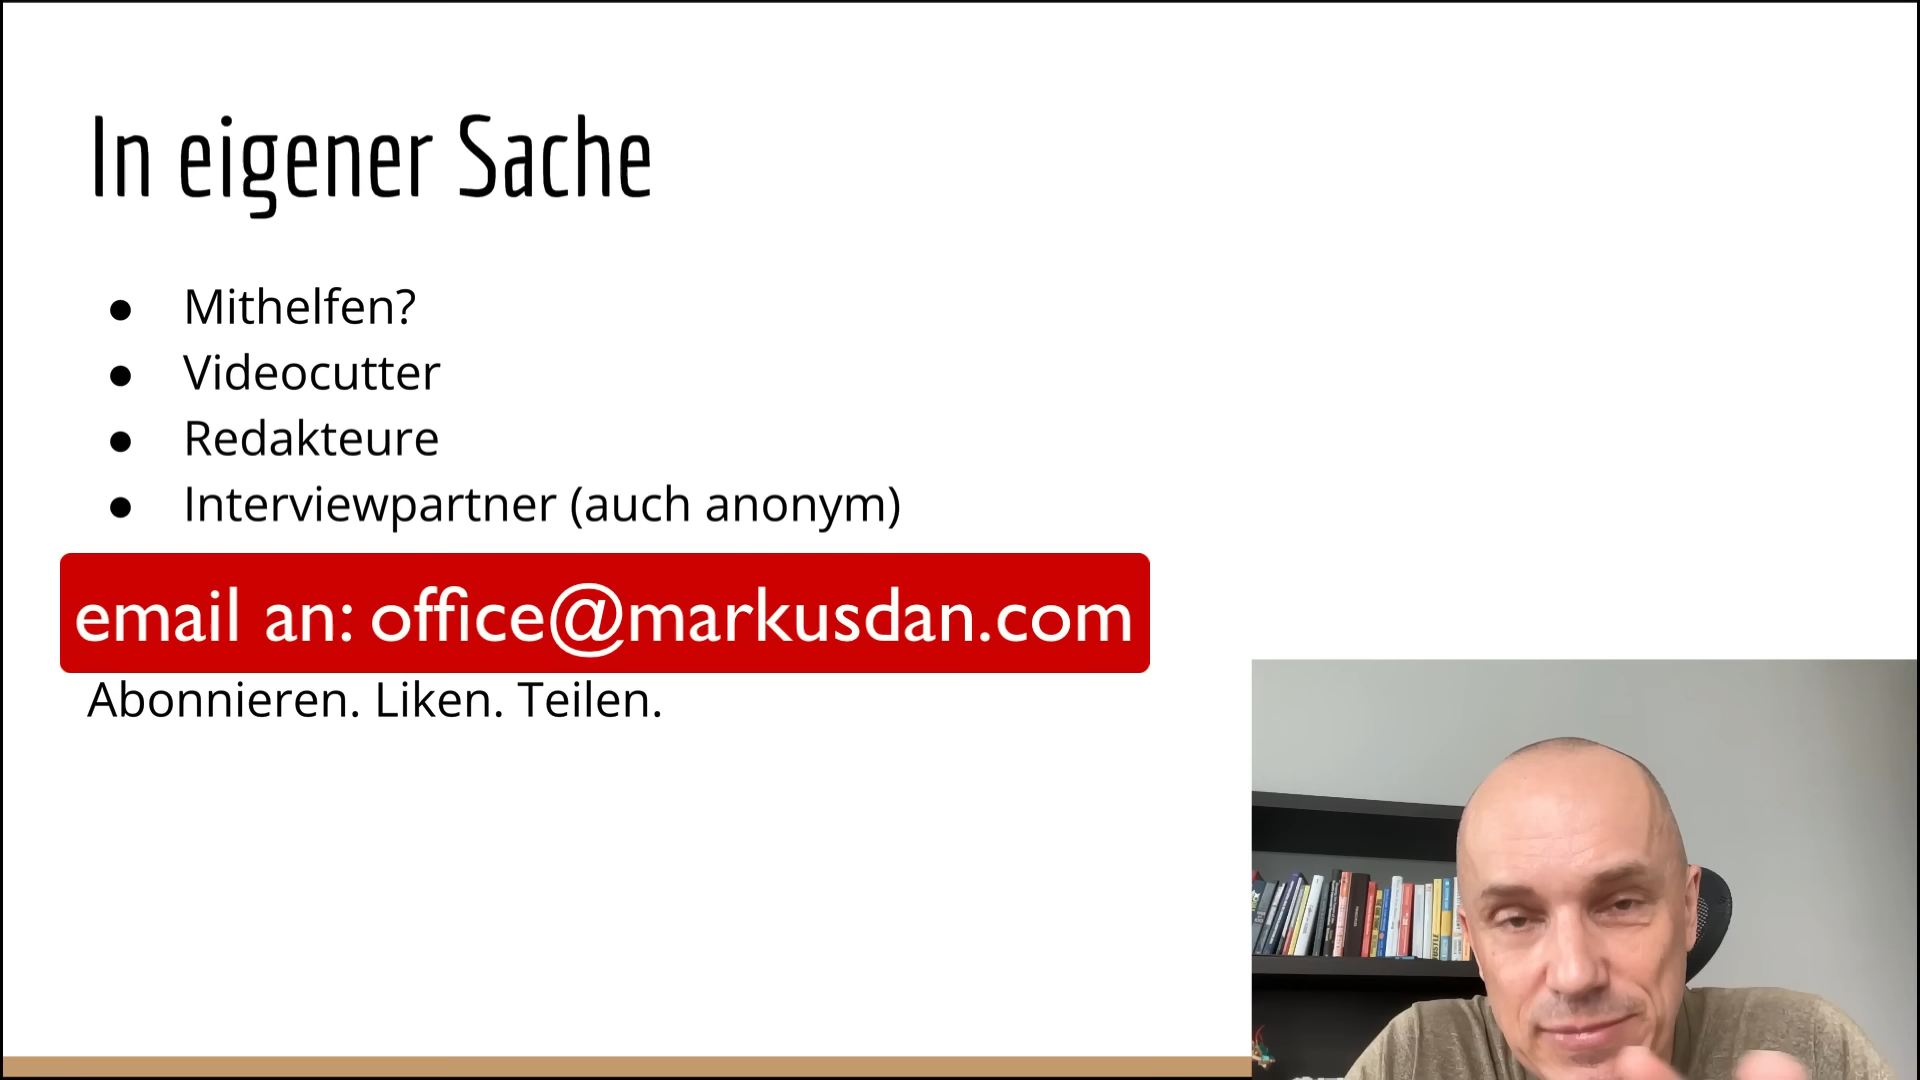 In eigener Sache
● Mithelfen?
● Videocutter
● Redakteure
● Interviewpartner (auch anonym)
email an: office@markusdan.com
Abonnieren. Liken. Teilen.